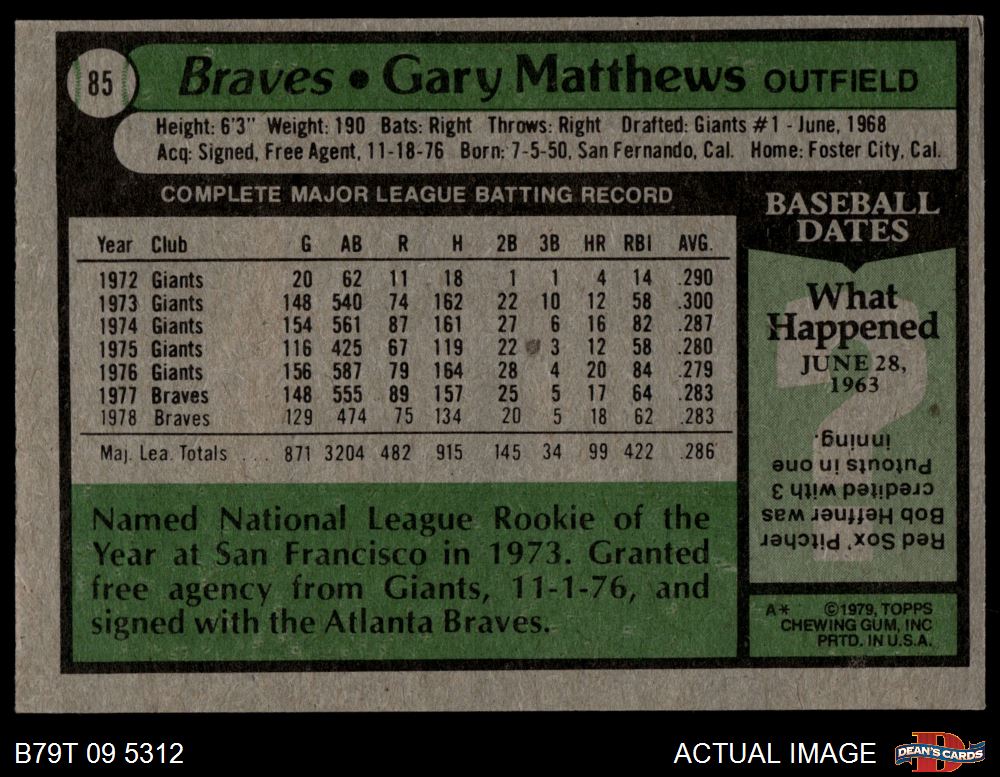 85
Braves • Gary Matthews OUTFIELD
Height: 6'3" Weight: 190 Bats: Right Throws: Right Drafted: Giants #1 - June, 1968
Acq: Signed, Free Agent, 11-18-76 Born: 7-5-50, San Fernando, Cal. Home: Foster City, Cal.
COMPLETE MAJOR LEAGUE BATTING RECORD
Year Club G AB R H 2B 3B HR RBI AVG.
1972 Giants 20 62 11 18 1 1 4 14 .290
1973 Giants 148 540 74 162 22 10 12 58 .300
1974 Giants 154 561 87 161 27 6 16 82 .287
1975 Giants 116 425 67 119 22 3 12 58 .280
1976 Giants 156 587 79 164 28 4 20 84 .279
1977 Braves 148 555 89 157 25 5 17 64 .283
1978 Braves 129 474 75 134 20 5 18 62 .283
Maj. Lea. Totals ... 871 3204 482 915 145 34 99 422 .286
Named National League Rookie of the
Year at San Francisco in 1973. Granted
free agency from Giants, 11-1-76, and
signed with the Atlanta Braves.
BASEBALL
DATES
What
Happened
JUNE 28,
1963
Red Sox' Pitcher
Bob Heffner was
credited with 3
Putouts in one
inning.
A* ©1979, TOPPS
CHEWING GUM, INC
PRTD. IN U.S.A.
B79T 09 5312
ACTUAL IMAGE
DEAN'S CARDS